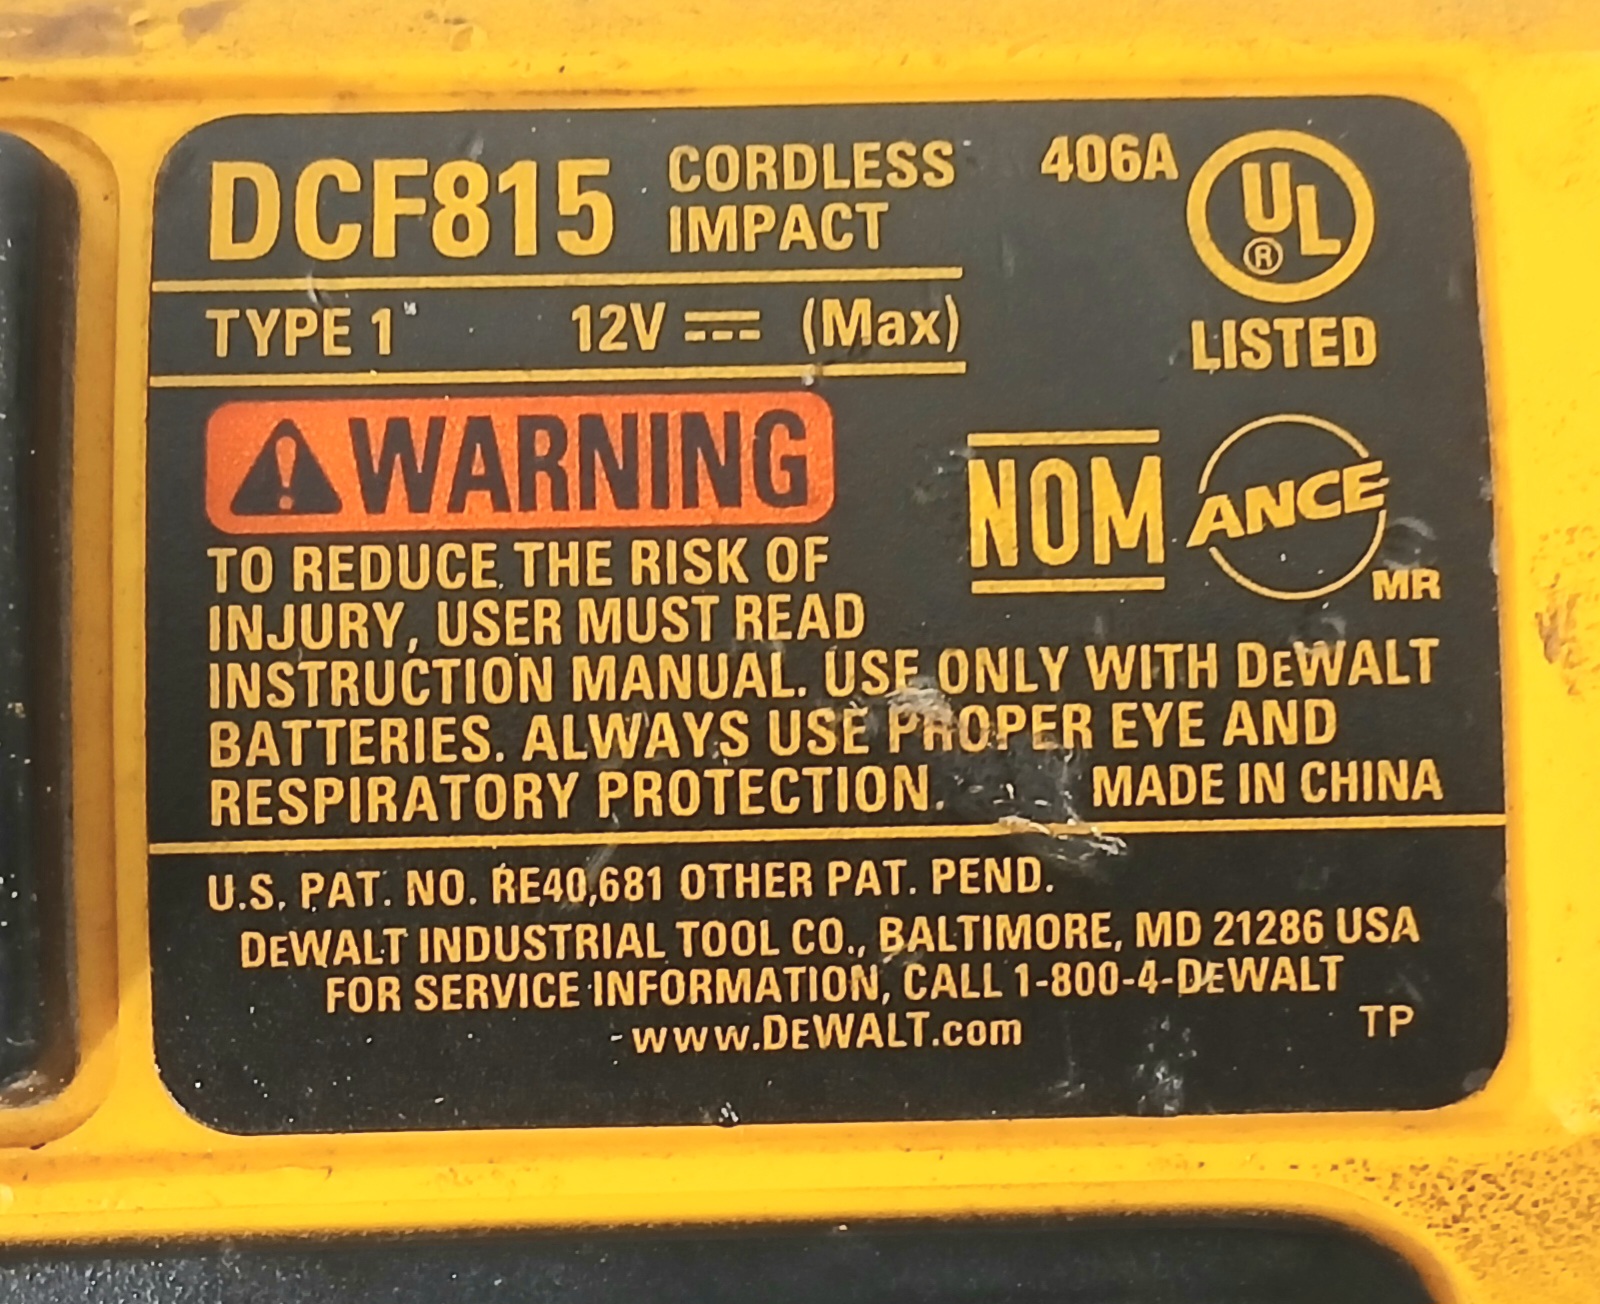 DCF815 CORDLESS IMPACT
406A
UL ®
LISTED
TYPE 1 12V (Max)
WARNING
NOM
ANCE
MR
TO REDUCE THE RISK OF
INJURY, USER MUST READ
INSTRUCTION MANUAL. USE ONLY WITH DEWALT
BATTERIES. ALWAYS USE PROPER EYE AND
RESPIRATORY PROTECTION. MADE IN CHINA
U.S. PAT. NO. RE40,681 OTHER PAT. PEND.
DEWALT INDUSTRIAL TOOL CO., BALTIMORE, MD 21286 USA
FOR SERVICE INFORMATION, CALL 1-800-4-DEWALT
www.DEWALT.com
TP